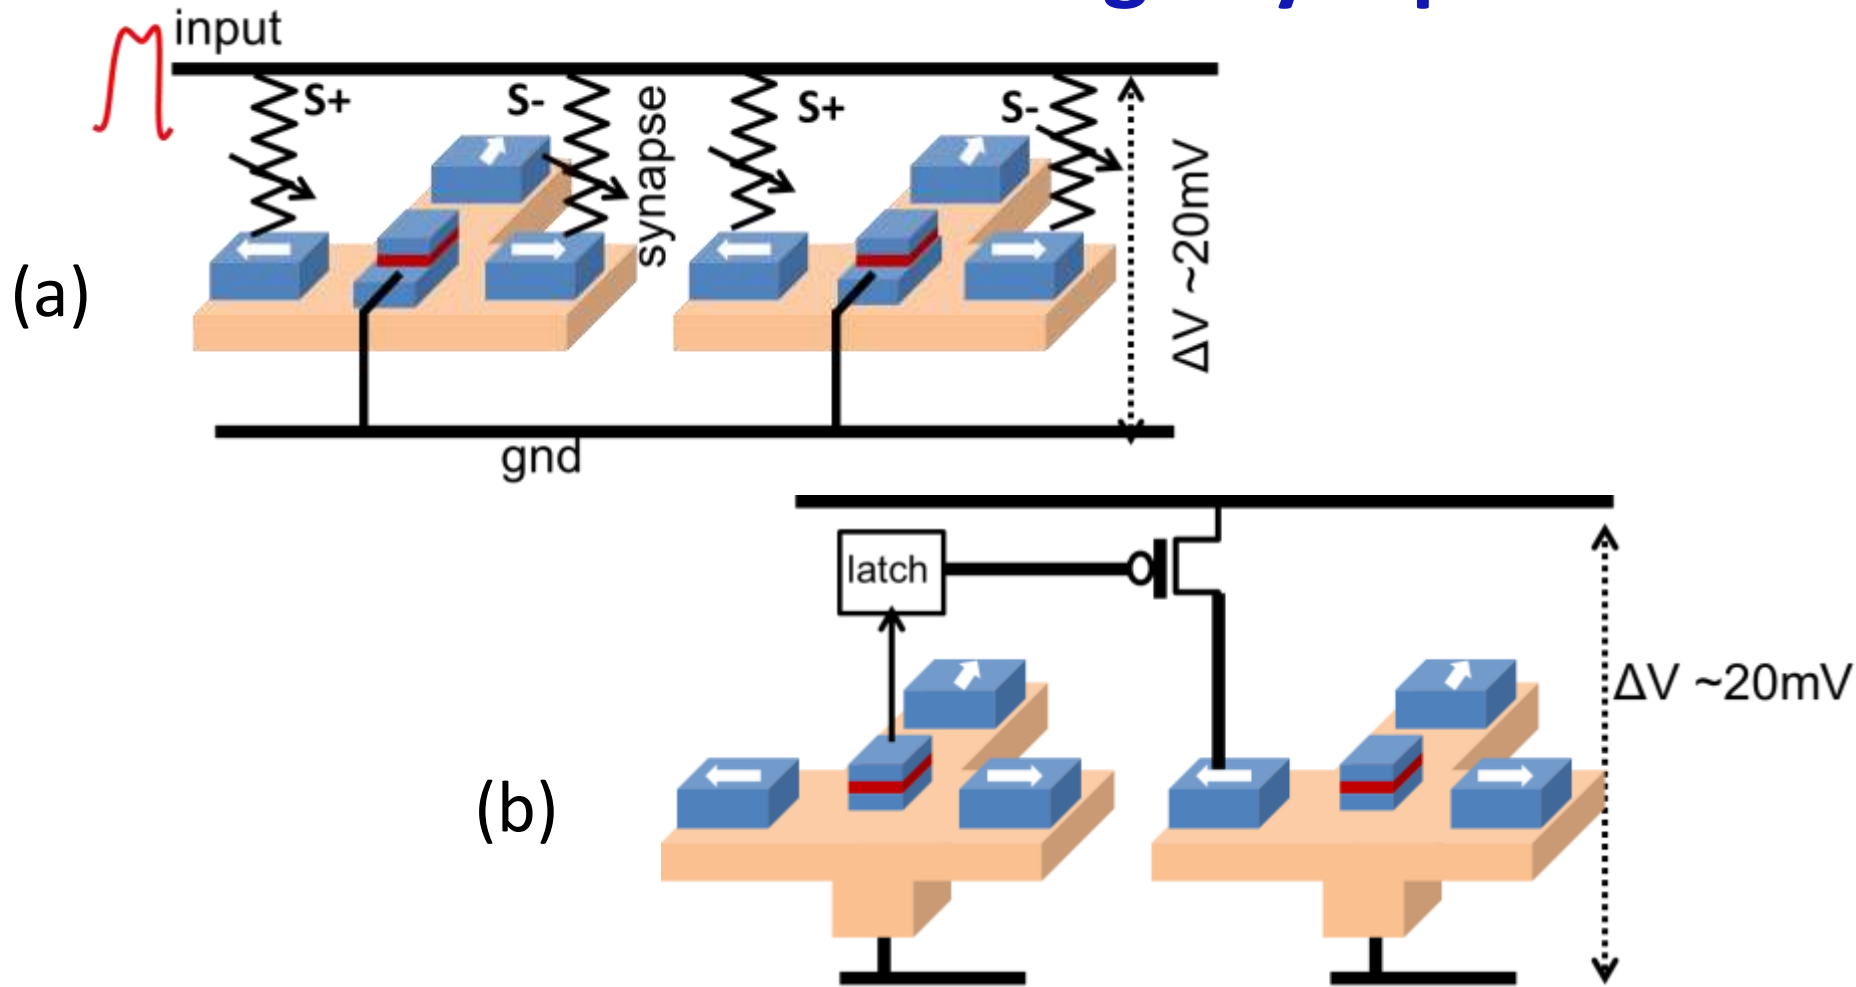 input
S+
S-
synapse
S+
S-
ΔV ~20mV
(a)
gnd
latch
ΔV ~20mV
(b)